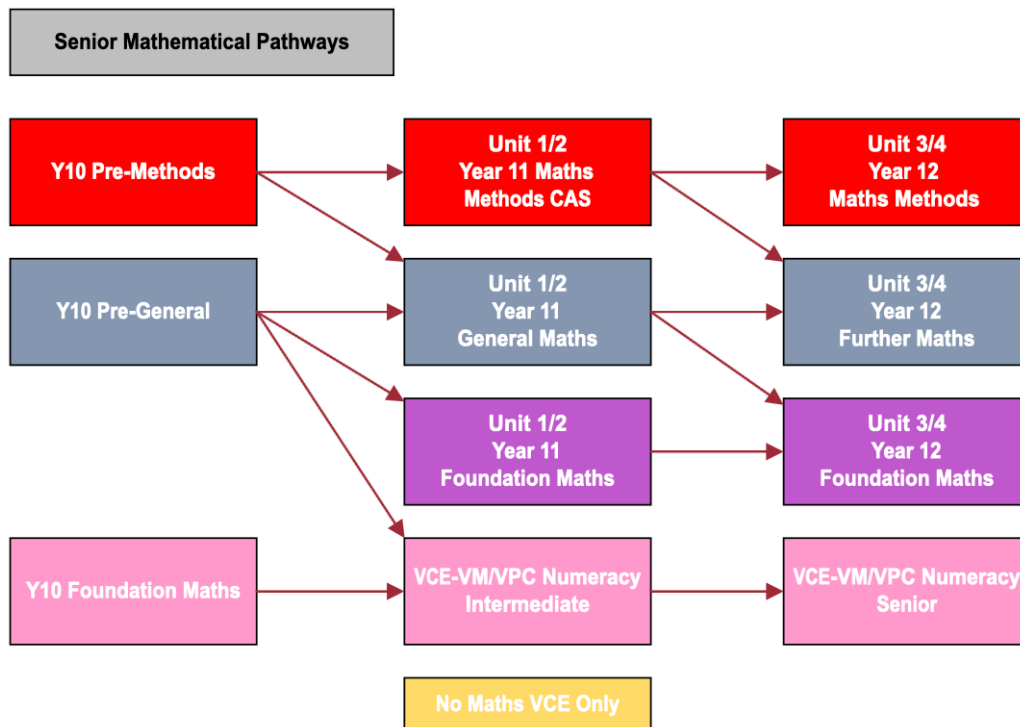 Senior Mathematical Pathways
Y10 Pre-Methods
Unit 1/2
Year 11 Maths
Methods CAS
Unit 3/4
Year 12
Maths Methods
Y10 Pre-General
Unit 1/2
Year 11
General Maths
Unit 3/4
Year 12
Further Maths
Unit 1/2
Year 11
Foundation Maths
Unit 3/4
Year 12
Foundation Maths
Y10 Foundation Maths
VCE-VM/VPC Numeracy
Intermediate
VCE-VM/VPC Numeracy
Senior
No Maths VCE Only